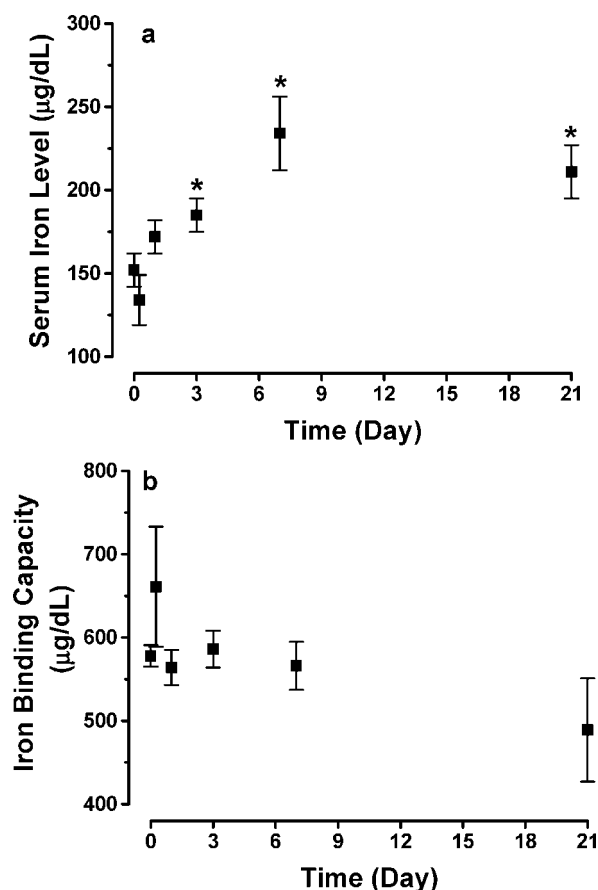 a
300
250
200
150
100
Serum Iron Level (μg/dL)
*
*
*
0 3 6 9 12 15 18 21
Time (Day)
b
800
700
600
500
400
Iron Binding Capacity
(μg/dL)
0 3 6 9 12 15 18 21
Time (Day)